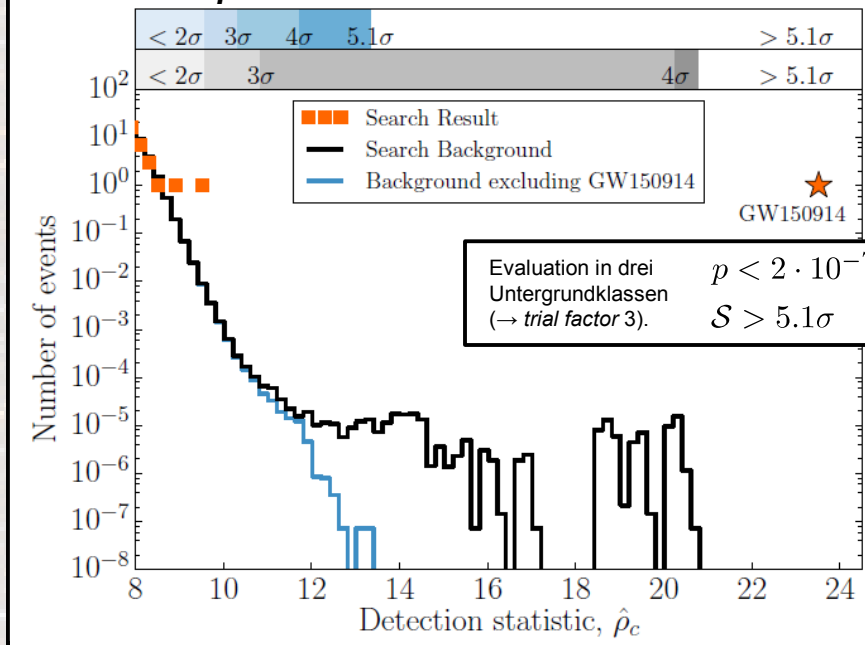 < 2σ 3σ 4σ 5.1σ > 5.1σ
< 2σ 3σ 4σ > 5.1σ
Search Result
Search Background
Background excluding GW150914
GW150914
Evaluation in drei
Untergrundklassen
(→ trial factor 3).
p < 2 · 10⁻⁷
S > 5.1σ
Number of events
10²
10¹
10⁰
10⁻¹
10⁻²
10⁻³
10⁻⁴
10⁻⁵
10⁻⁶
10⁻⁷
10⁻⁸
8 10 12 14 16 18 20 22 24
Detection statistic, ρ̂c